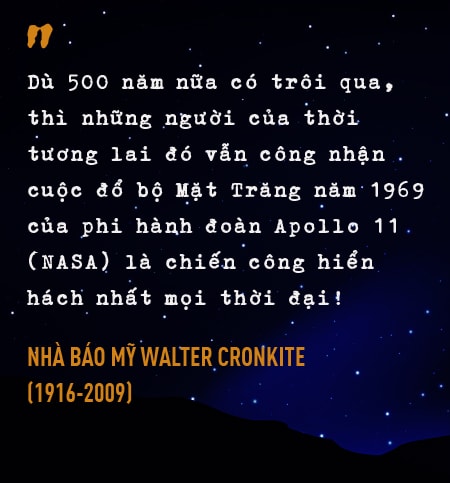 "
Dù 500 năm nữa có trôi qua,
thì những người của thời
tương lai đó vẫn công nhận
cuộc đổ bộ Mặt Trăng năm 1969
của phi hành đoàn Apollo 11
(NASA) là chiến công hiển
hách nhất mọi thời đại!
NHÀ BÁO MỸ WALTER CRONKITE
(1916-2009)